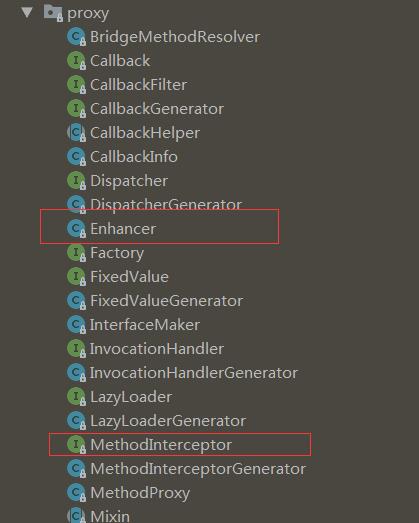 proxy
BridgeMethodResolver
Callback
CallbackFilter
CallbackGenerator
CallbackHelper
CallbackInfo
Dispatcher
DispatcherGenerator
Enhancer
Factory
FixedValue
FixedValueGenerator
InterfaceMaker
InvocationHandler
InvocationHandlerGenerator
LazyLoader
LazyLoaderGenerator
MethodInterceptor
MethodInterceptorGenerator
MethodProxy
Mixin